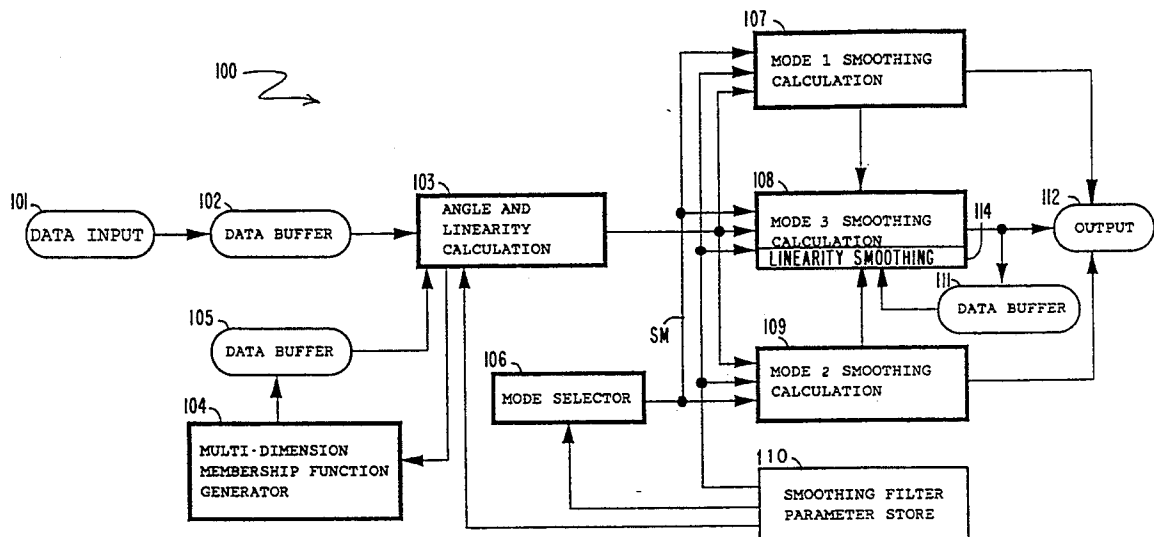 107
MODE 1 SMOOTHING
CALCULATION
100
101
DATA INPUT
102
DATA BUFFER
103
ANGLE AND
LINEARITY
CALCULATION
108
MODE 3 SMOOTHING
CALCULATION
LINEARITY SMOOTHING
114
112
OUTPUT
111
DATA BUFFER
105
DATA BUFFER
SM
106
MODE SELECTOR
109
MODE 2 SMOOTHING
CALCULATION
104
MULTI-DIMENSION
MEMBERSHIP FUNCTION
GENERATOR
110
SMOOTHING FILTER
PARAMETER STORE